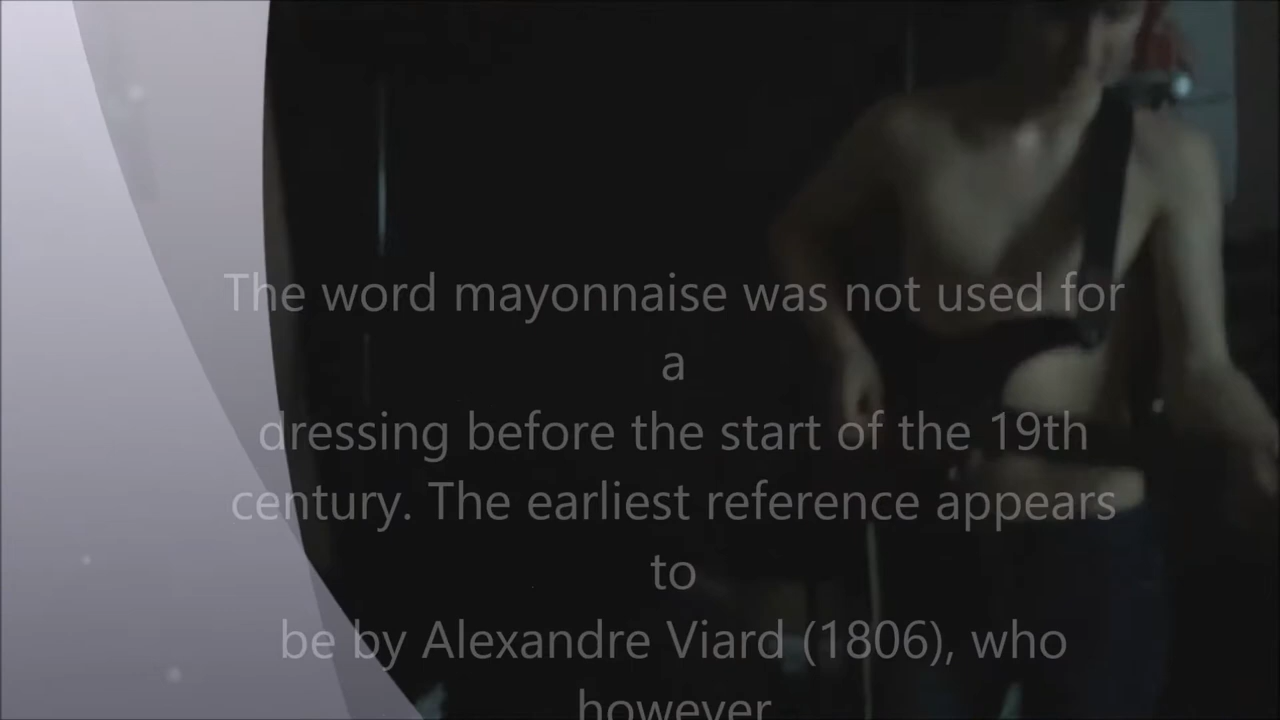 The word mayonnaise was not used for
a
dressing before the start of the 19th
century. The earliest reference appears
to
be by Alexandre Viard (1806), who
however